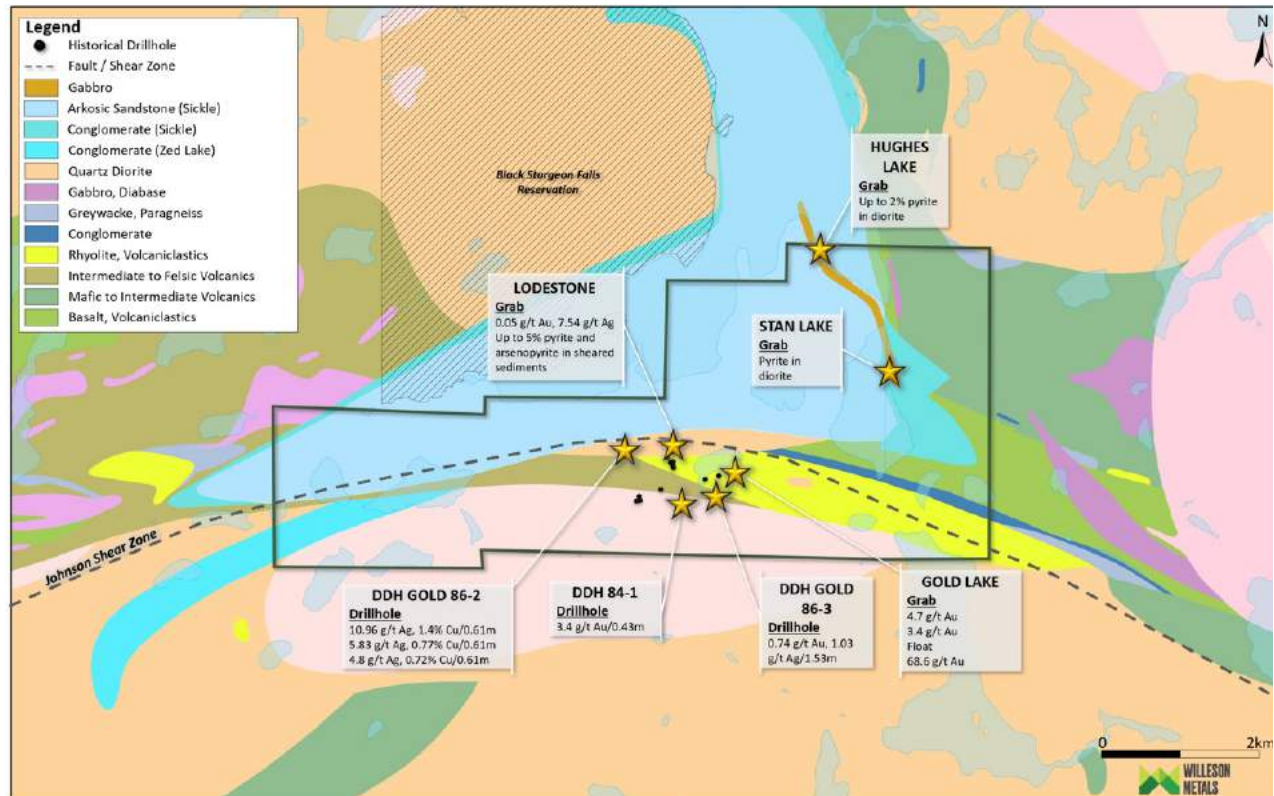 Legend
Historical Drillhole
Fault / Shear Zone
Gabbro
Arkosic Sandstone (Sickle)
Conglomerate (Sickle)
Conglomerate (Zed Lake)
Quartz Diorite
Gabbro, Diabase
Greywacke, Paragneiss
Conglomerate
Rhyolite, Volcaniclastics
Intermediate to Felsic Volcanics
Mafic to Intermediate Volcanics
Basalt, Volcaniclastics
N
Black Sturgeon Falls
Reservation
HUGHES
LAKE
Grab
Up to 2% pyrite
in diorite
LODESTONE
Grab
0.05 g/t Au, 7.54 g/t Ag
Up to 5% pyrite and
arsenopyrite in sheared
sediments
STAN LAKE
Grab
Pyrite in
diorite
Johnson Shear Zone
DDH GOLD 86-2
Drillhole
10.96 g/t Ag, 1.4% Cu/0.61m
5.83 g/t Ag, 0.77% Cu/0.61m
4.8 g/t Ag, 0.72% Cu/0.61m
DDH 84-1
Drillhole
3.4 g/t Au/0.43m
DDH GOLD
86-3
Drillhole
0.74 g/t Au, 1.03
g/t Ag/1.53m
GOLD LAKE
Grab
4.7 g/t Au
3.4 g/t Au
Float
68.6 g/t Au
0 2km
WILLESON
METALS